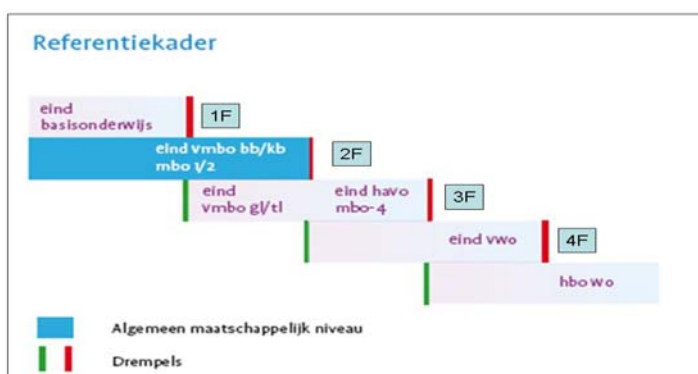 Referentiekader
eind
basisonderwijs
1F
eind vmbo bb/kb
mbo 1/2
2F
eind
vmbo gl/tl
eind havo
mbo-4
3F
eind vwo
4F
hbo wo
Algemeen maatschappelijk niveau
Drempels